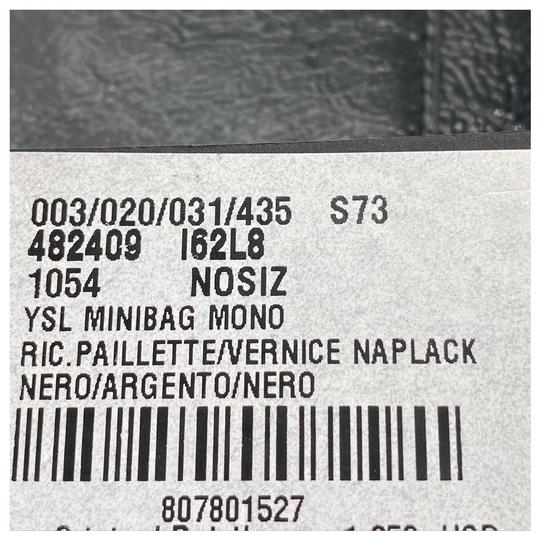 003/020/031/435 S73
482409 I62L8
1054 NOSIZ
YSL MINIBAG MONO
RIC.PAILLETTE/VERNICE NAPLACK
NERO/ARGENTO/NERO
807801527